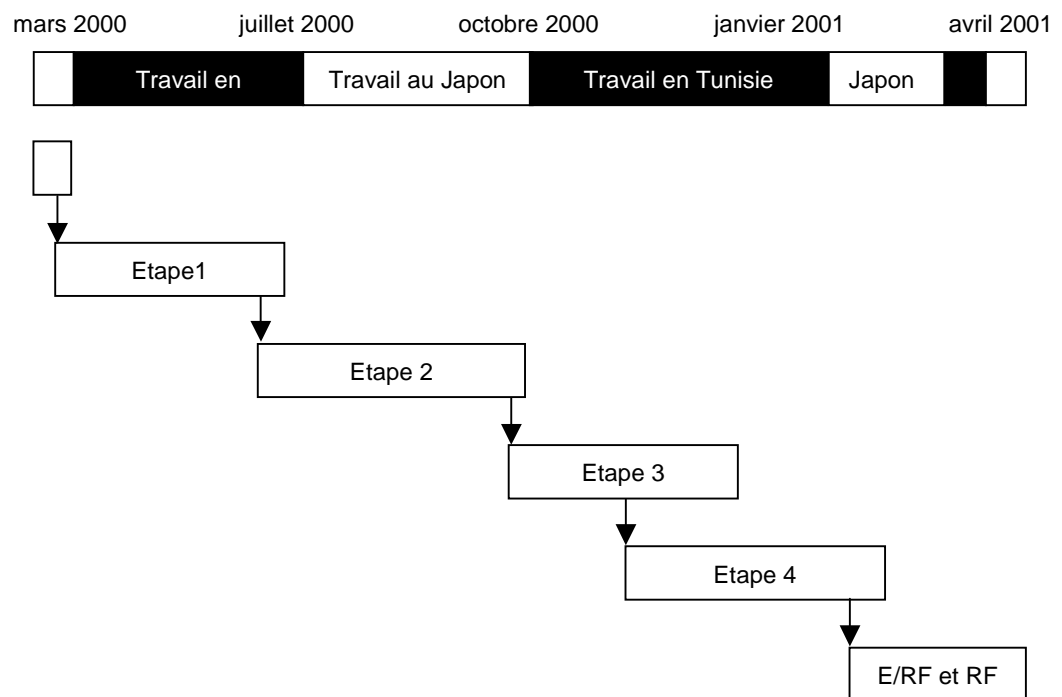 mars 2000 juillet 2000 octobre 2000 janvier 2001 avril 2001
Travail en Travail au Japon Travail en Tunisie Japon
Etape1
Etape 2
Etape 3
Etape 4
E/RF et RF